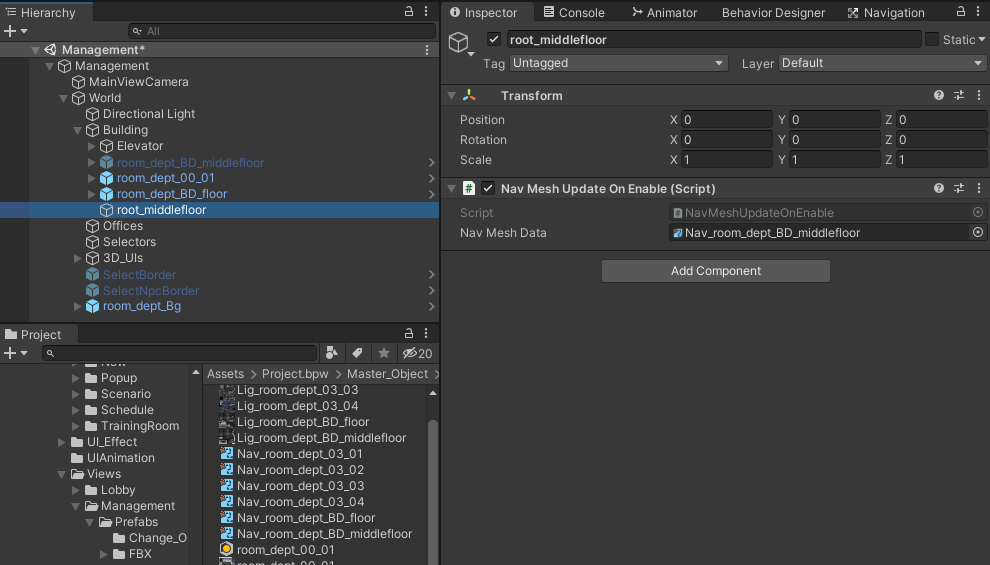 Hierarchy
All
Management*
Management
MainViewCamera
World
Directional Light
Building
Elevator
room_dept_BD_middlefloor
room_dept_00_01
room_dept_BD_floor
root_middlefloor
Offices
Selectors
3D_UIs
SelectBorder
SelectNpcBorder
room_dept_Bg
Project
20
New
Popup
Scenario
Schedule
TrainingRoom
UI_Effect
UIAnimation
Views
Lobby
Management
Prefabs
Change_O
FBX
Assets > Project.bpw > Master_Object >
Lig_room_dept_03_03
Lig_room_dept_03_04
Lig_room_dept_BD_floor
Lig_room_dept_BD_middlefloor
Nav_room_dept_03_01
Nav_room_dept_03_02
Nav_room_dept_03_03
Nav_room_dept_03_04
Nav_room_dept_BD_floor
Nav_room_dept_BD_middlefloor
room_dept_00_01
room_dept_00_01
Inspector Console Animator Behavior Designer Navigation
root_middlefloor Static
Tag Untagged Layer Default
Transform
Position X 0 Y 0 Z 0
Rotation X 0 Y 0 Z 0
Scale X 1 Y 1 Z 1
# Nav Mesh Update On Enable (Script)
Script NavMeshUpdateOnEnable
Nav Mesh Data Nav_room_dept_BD_middlefloor
Add Component